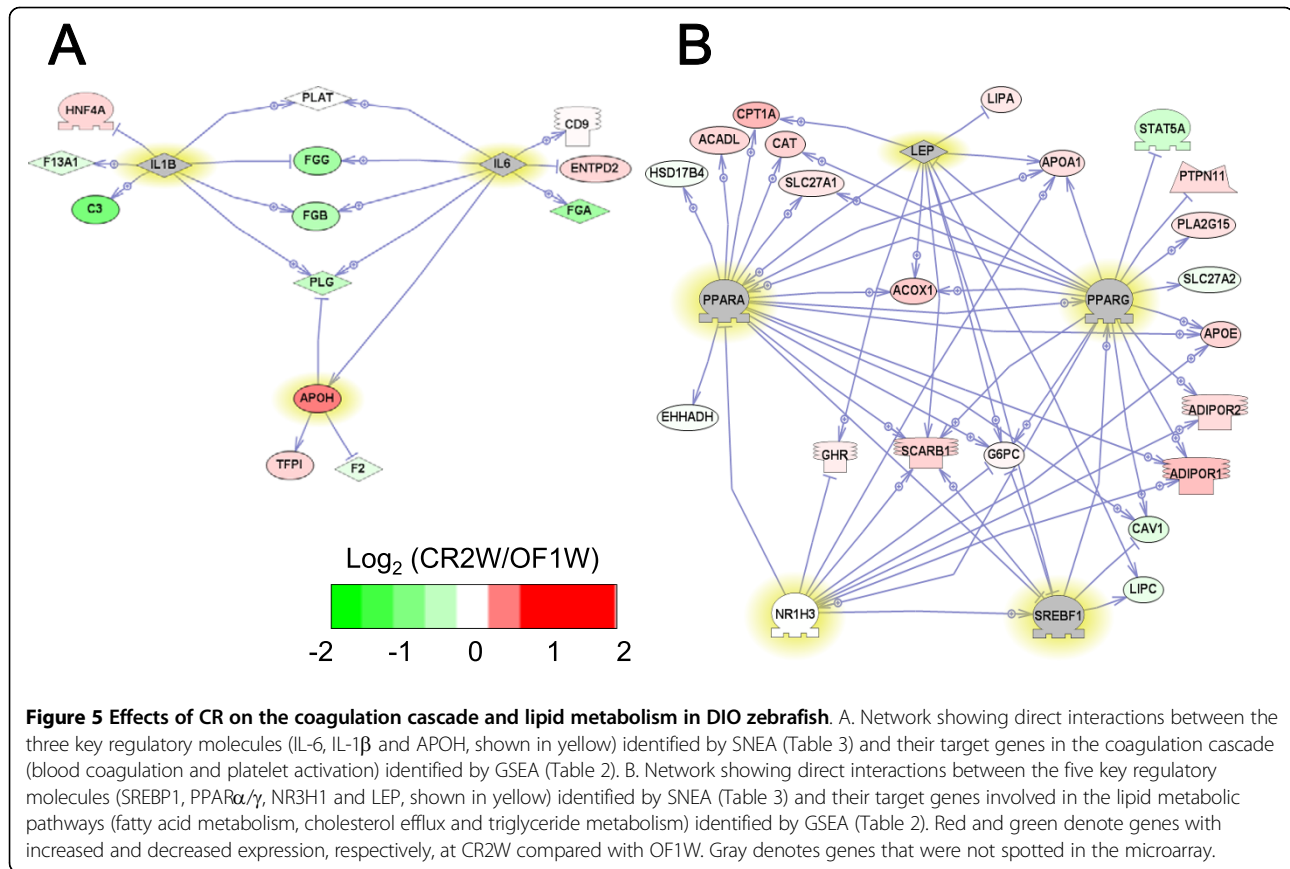 A
B
HNF4A
PLAT
CD9
F13A1
IL1B
FGG
IL6
ENTPD2
C3
FGB
FGA
PLG
APOH
TFPI
F2
Log2 (CR2W/OF1W)
-2 -1 0 1 2
LIPA
CPT1A
STAT5A
ACADL
CAT
LEP
APOA1
HSD17B4
SLC27A1
PTPN11
PLA2G15
SLC27A2
PPARA
ACOX1
PPARG
APOE
EHHADH
ADIPOR2
GHR
SCARB1
G6PC
ADIPOR1
CAV1
LIPC
NR1H3
SREBF1
Figure 5 Effects of CR on the coagulation cascade and lipid metabolism in DIO zebrafish. A. Network showing direct interactions between the
three key regulatory molecules (IL-6, IL-1β and APOH, shown in yellow) identified by SNEA (Table 3) and their target genes in the coagulation cascade
(blood coagulation and platelet activation) identified by GSEA (Table 2). B. Network showing direct interactions between the five key regulatory
molecules (SREBP1, PPARα/γ, NR3H1 and LEP, shown in yellow) identified by SNEA (Table 3) and their target genes involved in the lipid metabolic
pathways (fatty acid metabolism, cholesterol efflux and triglyceride metabolism) identified by GSEA (Table 2). Red and green denote genes with
increased and decreased expression, respectively, at CR2W compared with OF1W. Gray denotes genes that were not spotted in the microarray.